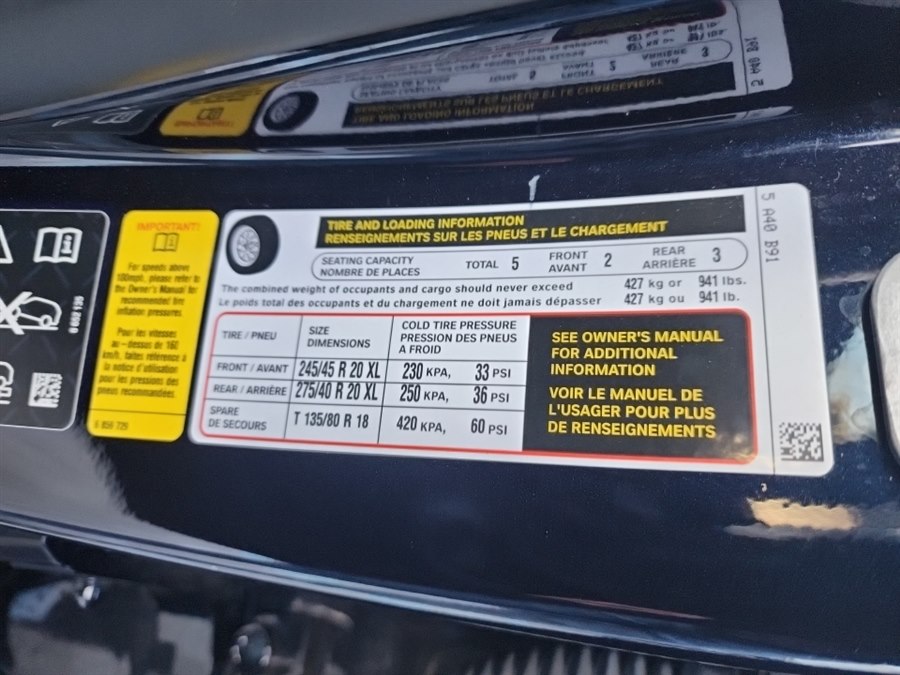 TIRE AND LOADING INFORMATION
RENSEIGNEMENTS SUR LES PNEUS ET LE CHARGEMENT
SEATING CAPACITY
NOMBRE DE PLACES
TOTAL 5
FRONT
AVANT 2
REAR
ARRIÈRE 3
The combined weight of occupants and cargo should never exceed 427 kg or 941 lbs.
Le poids total des occupants et du chargement ne doit jamais dépasser 427 kg ou 941 lb.
TIRE / PNEU
SIZE
DIMENSIONS
COLD TIRE PRESSURE
PRESSION DES PNEUS
A FROID
FRONT / AVANT 245/45 R 20 XL 230 KPA, 33 PSI
REAR / ARRIÈRE 275/40 R 20 XL 250 KPA, 36 PSI
SPARE
DE SECOURS T 135/80 R 18 420 KPA, 60 PSI
SEE OWNER'S MANUAL
FOR ADDITIONAL
INFORMATION
VOIR LE MANUEL DE
L'USAGER POUR PLUS
DE RENSEIGNEMENTS
5 A40 B91
IMPORTANT!
For speeds above
please refer to
the Owner's Manual for
recommended tire
inflation pressures.
Pour les vitesses
au-dessus de 160
km/h, faites référence à
la notice d'utilisation
pour les pressions des
pneus recommandées.